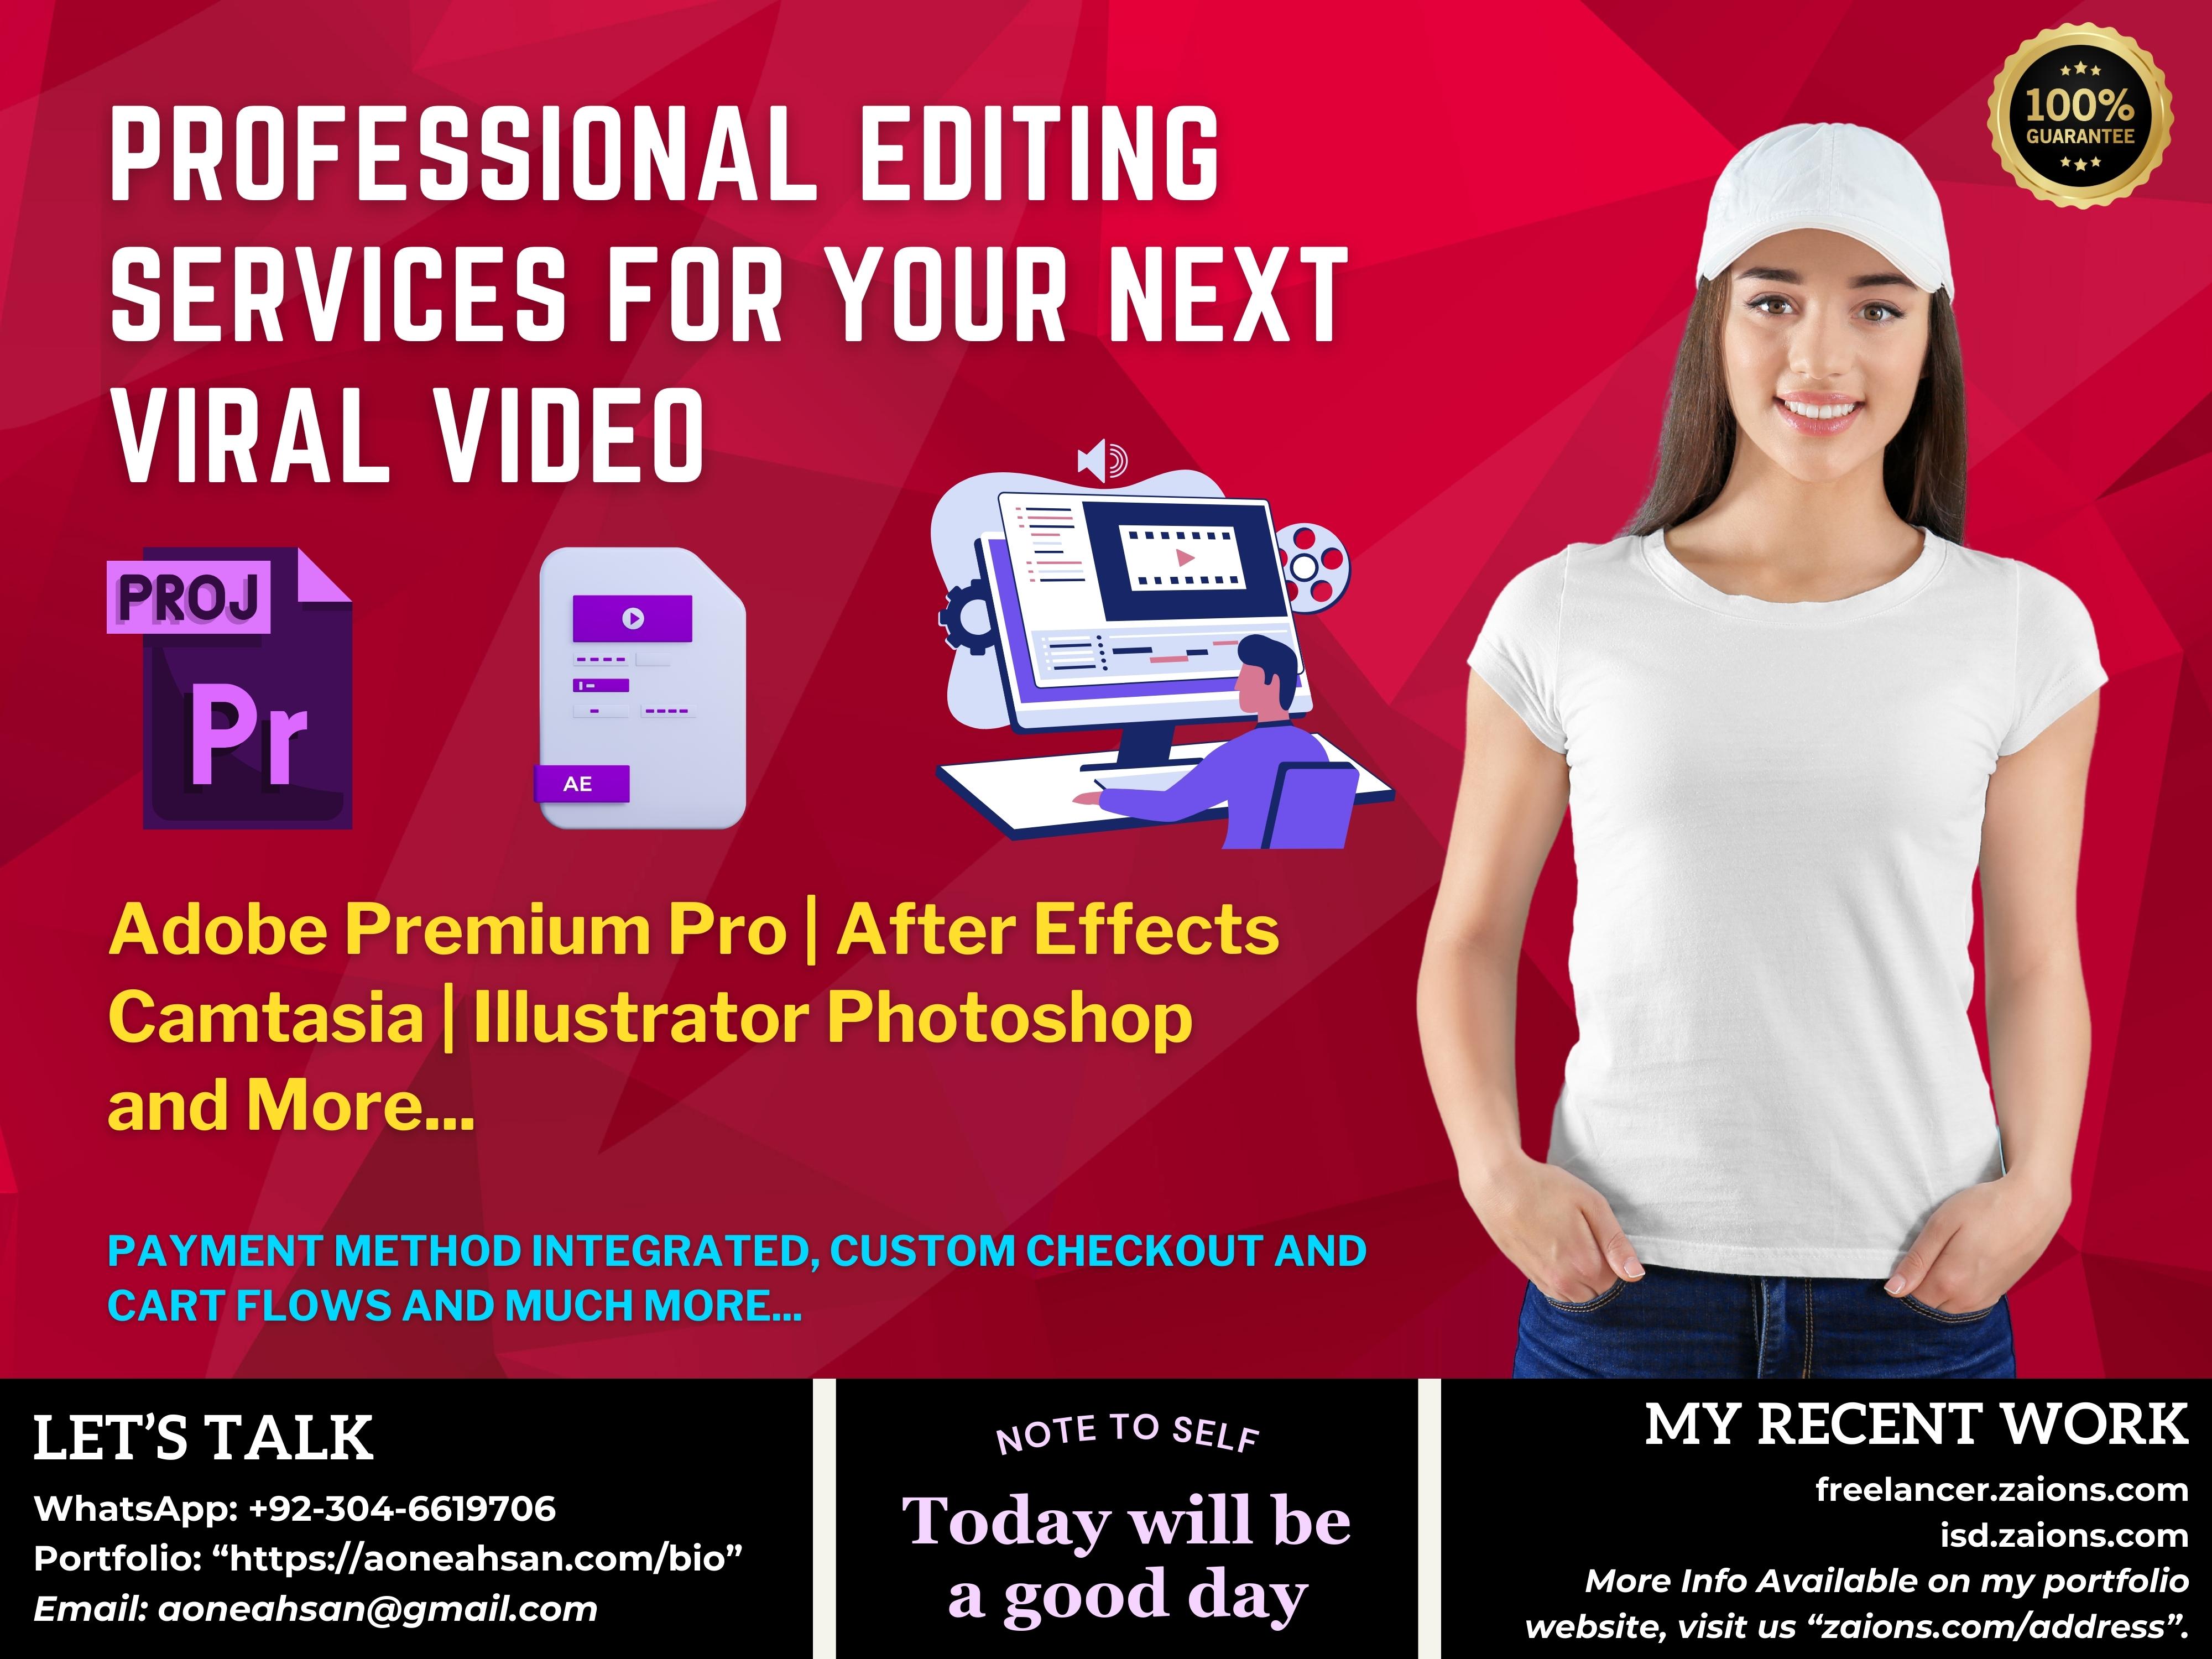 PROFESSIONAL EDITING
SERVICES FOR YOUR NEXT
VIRAL VIDEO
100%
GUARANTEE
PROJ
Pr
AE
Adobe Premium Pro | After Effects
Camtasia | Illustrator Photoshop
and More...
PAYMENT METHOD INTEGRATED, CUSTOM CHECKOUT AND
CART FLOWS AND MUCH MORE...
LET’S TALK
WhatsApp: +92-304-6619706
Portfolio: “https://aoneahsan.com/bio”
Email: aoneahsan@gmail.com
NOTE TO SELF
Today will be
a good day
MY RECENT WORK
freelancer.zaions.com
isd.zaions.com
More Info Available on my portfolio
website, visit us “zaions.com/address”.